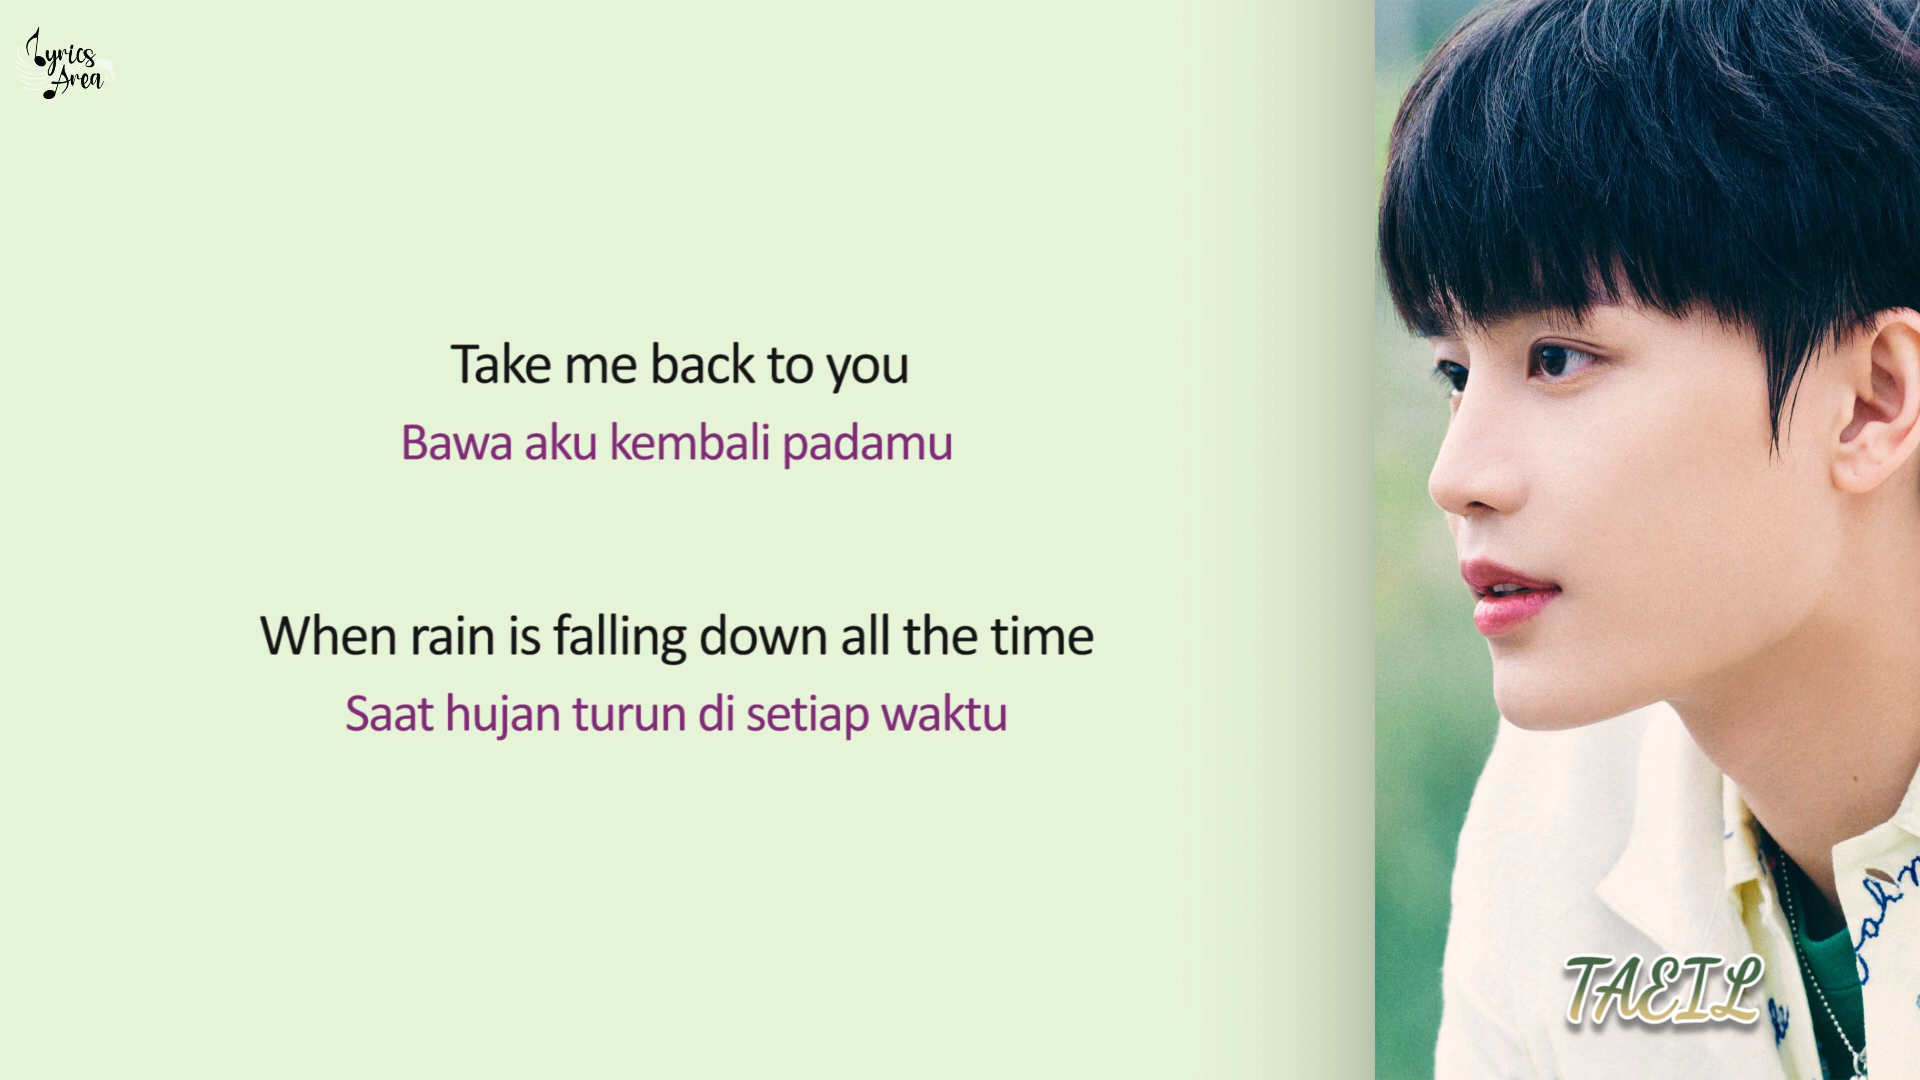 Lyrics
Area
Take me back to you
Bawa aku kembali padamu
When rain is falling down all the time
Saat hujan turun di setiap waktu
TAEIL